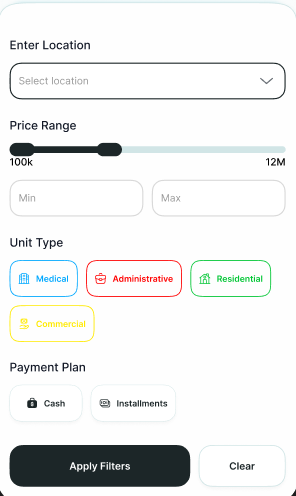 Enter Location
Select location
Price Range
100k 12M
Min Max
Unit Type
Medical Administrative Residential
Commercial
Payment Plan
Cash Installments
Apply Filters Clear